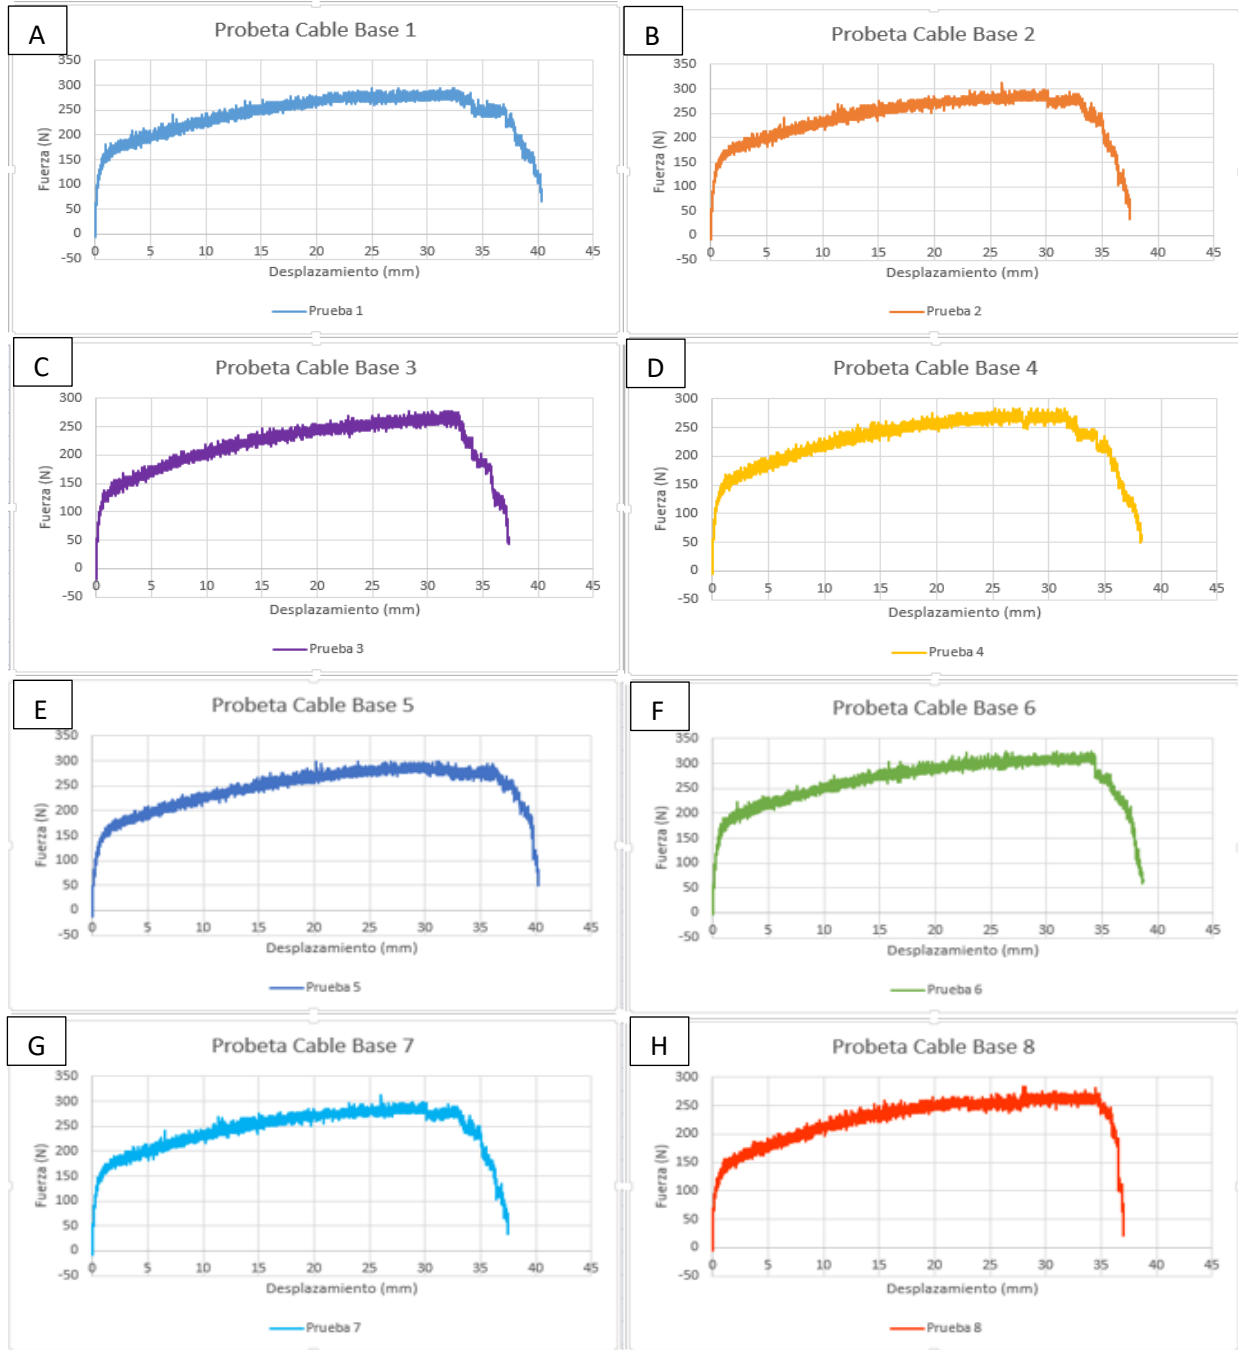 A
Probeta Cable Base 1
350
300
250
200
150
100
50
0
-50
Fuerza (N)
0 5 10 15 20 25 30 35 40 45
Desplazamiento (mm)
Prueba 1
B
Probeta Cable Base 2
350
300
250
200
150
100
50
0
-50
Fuerza (N)
0 5 10 15 20 25 30 35 40 45
Desplazamiento (mm)
Prueba 2
C
Probeta Cable Base 3
300
250
200
150
100
50
0
-50
Fuerza (N)
0 5 10 15 20 25 30 35 40 45
Desplazamiento (mm)
Prueba 3
D
Probeta Cable Base 4
300
250
200
150
100
50
0
-50
Fuerza (N)
0 5 10 15 20 25 30 35 40 45
Desplazamiento (mm)
Prueba 4
E
Probeta Cable Base 5
350
300
250
200
150
100
50
0
-50
Fuerza (N)
0 5 10 15 20 25 30 35 40 45
Desplazamiento (mm)
Prueba 5
F
Probeta Cable Base 6
350
300
250
200
150
100
50
0
-50
Fuerza (N)
0 5 10 15 20 25 30 35 40 45
Desplazamiento (mm)
Prueba 6
G
Probeta Cable Base 7
350
300
250
200
150
100
50
0
-50
Fuerza (N)
0 5 10 15 20 25 30 35 40 45
Desplazamiento (mm)
Prueba 7
H
Probeta Cable Base 8
300
250
200
150
100
50
0
-50
Fuerza (N)
0 5 10 15 20 25 30 35 40 45
Desplazamiento (mm)
Prueba 8